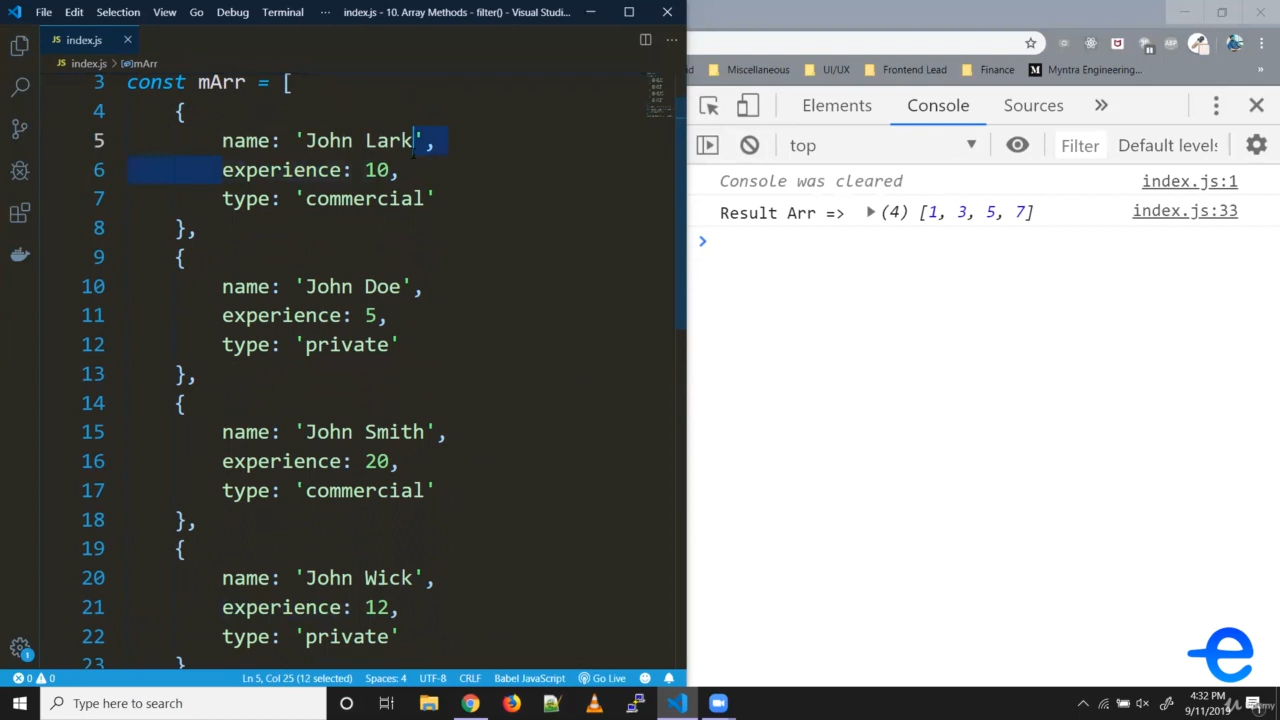 File Edit Selection View Go Debug Terminal ··· index.js - 10. Array Methods - filter() - Visual Studi...
index.js
index.js > mArr
3 const mArr = [
4 {
5 name: 'John Lark',
6 experience: 10,
7 type: 'commercial'
8 },
9 {
10 name: 'John Doe',
11 experience: 5,
12 type: 'private'
13 },
14 {
15 name: 'John Smith',
16 experience: 20,
17 type: 'commercial'
18 },
19 {
20 name: 'John Wick',
21 experience: 12,
22 type: 'private'
23 }
0 0 Ln 5, Col 25 (12 selected) Spaces: 4 UTF-8 CRLF Babel JavaScript Go Live
Miscellaneous UI/UX Frontend Lead Finance Myntra Engineering... »
Elements Console Sources »
top Filter Default levels
Console was cleared index.js:1
Result Arr => (4) [1, 3, 5, 7] index.js:33
Type here to search
4:32 PM
9/11/2019